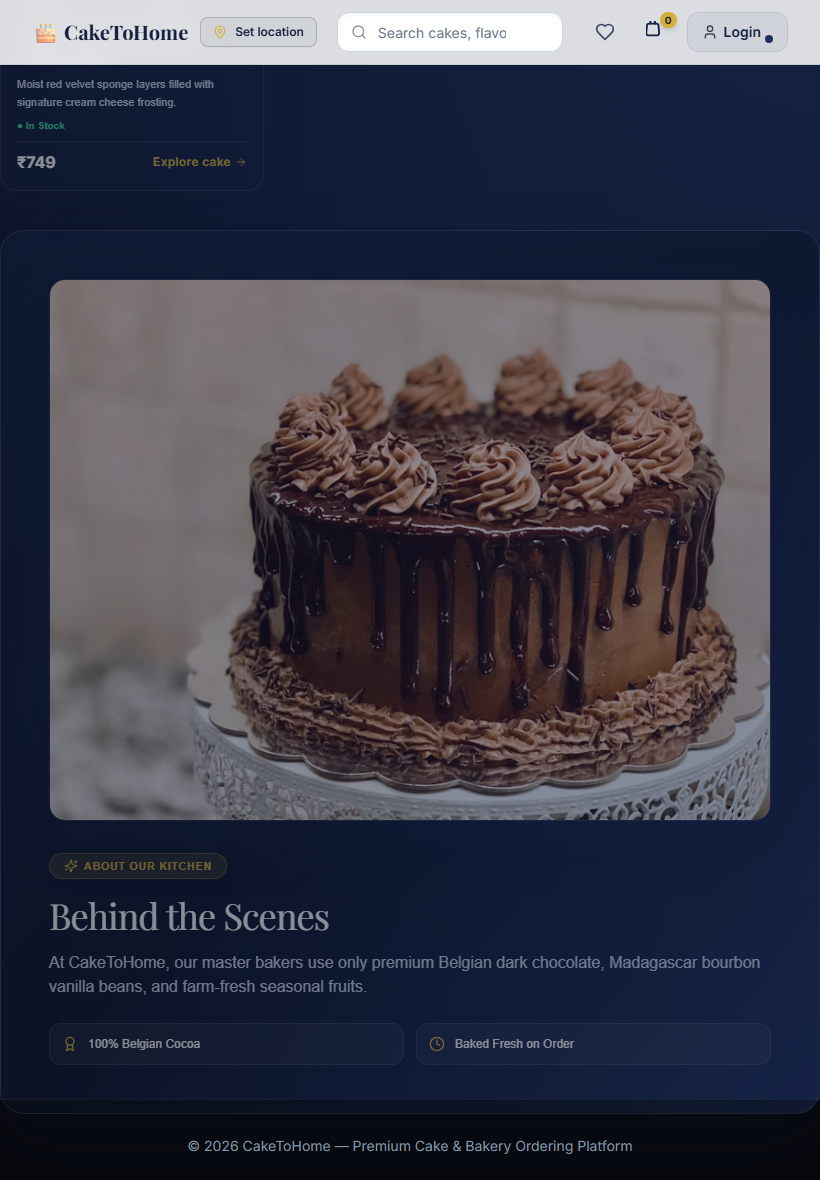 CakeToHome
Set location
Search cakes, flavo
0
Login
Moist red velvet sponge layers filled with
signature cream cheese frosting.
● In Stock
₹749
Explore cake →
ABOUT OUR KITCHEN
Behind the Scenes
At CakeToHome, our master bakers use only premium Belgian dark chocolate, Madagascar bourbon
vanilla beans, and farm-fresh seasonal fruits.
100% Belgian Cocoa
Baked Fresh on Order
© 2026 CakeToHome — Premium Cake & Bakery Ordering Platform